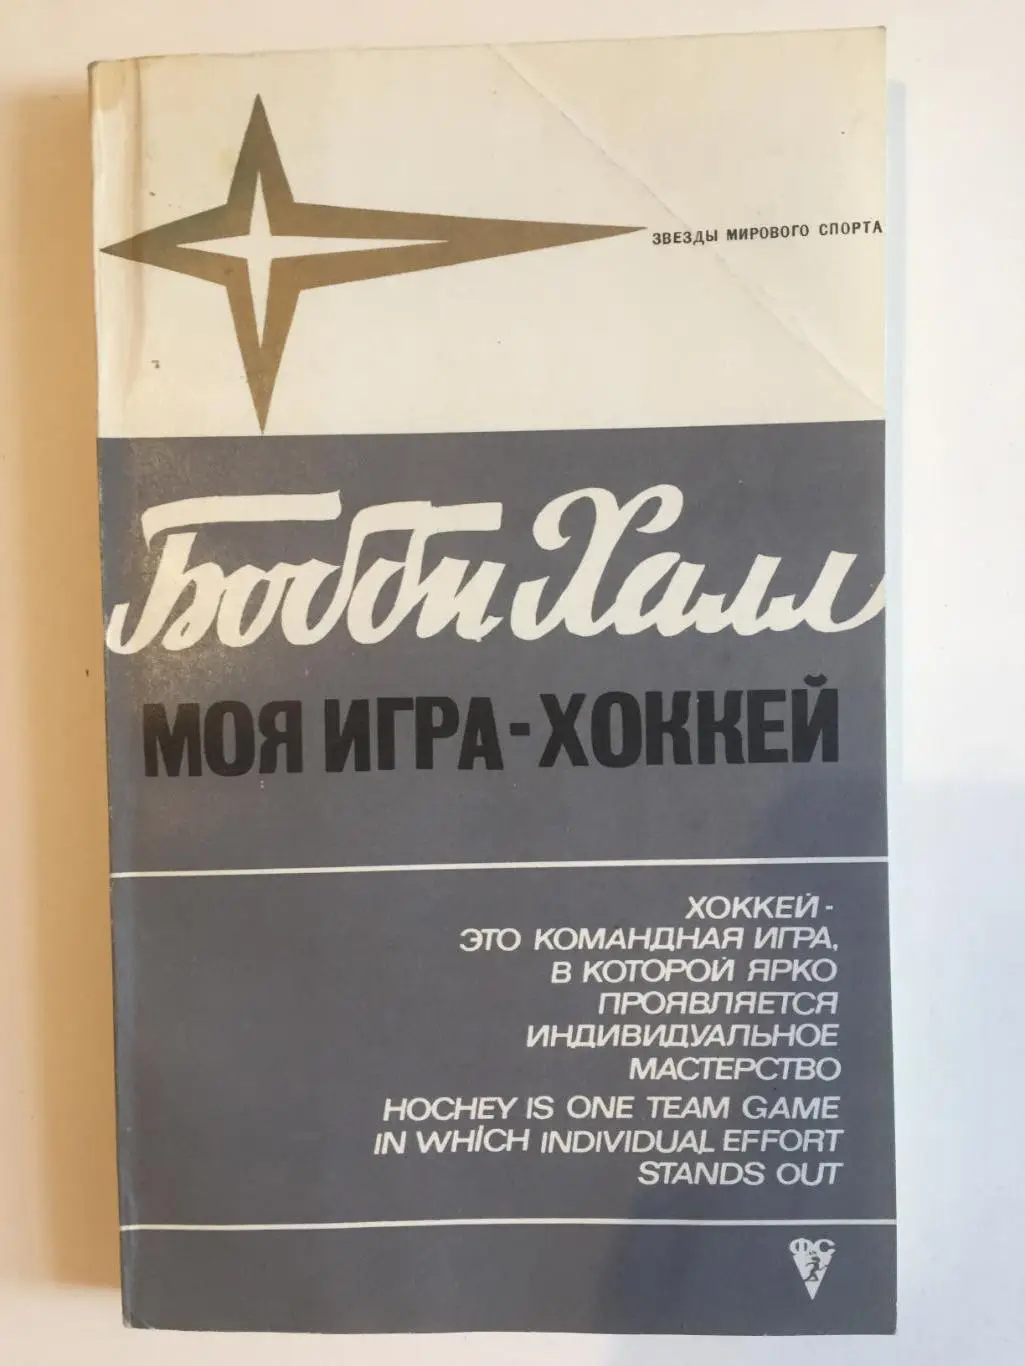 ЗВЕЗДЫ МИРОВОГО СПОРТА
Бобби Халл
МОЯ ИГРА-ХОККЕЙ
ХОККЕЙ -
ЭТО КОМАНДНАЯ ИГРА,
В КОТОРОЙ ЯРКО
ПРОЯВЛЯЕТСЯ
ИНДИВИДУАЛЬНОЕ
МАСТЕРСТВО
HOCHEY IS ONE TEAM GAME
IN WHICH INDIVIDUAL EFFORT
STANDS OUT
ФиС